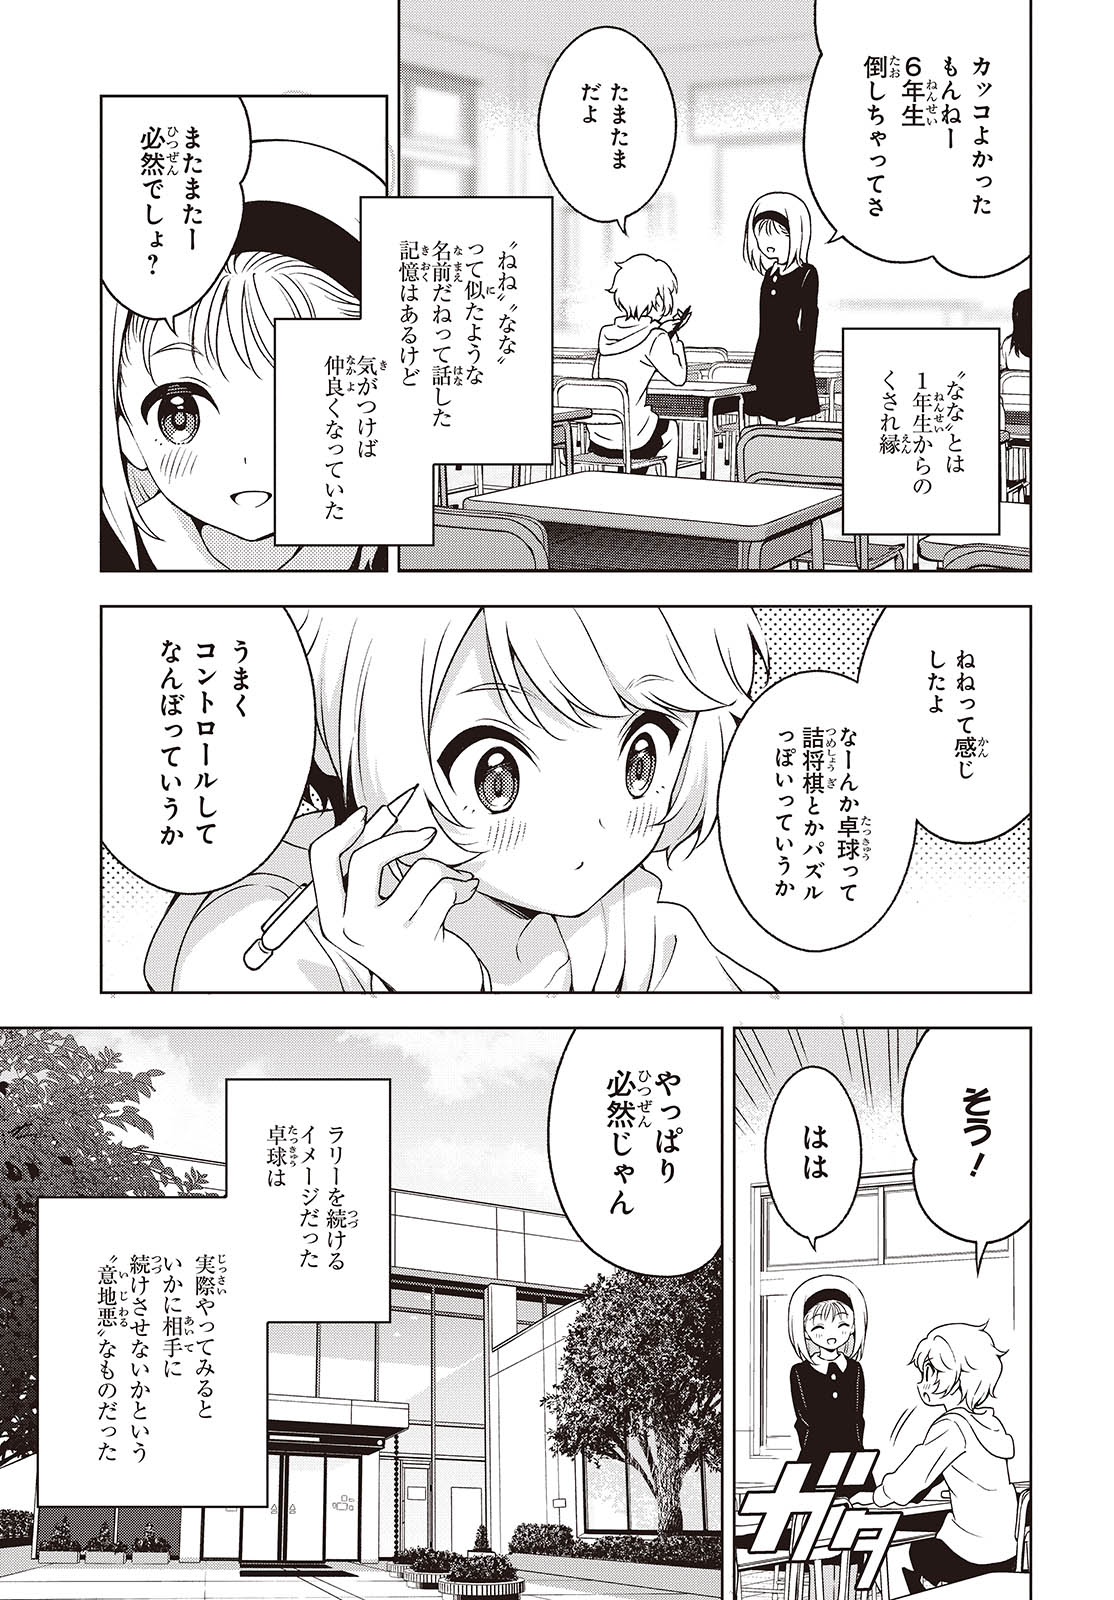 カッコよかった
もんねー
6年生
倒しちゃってさ
たまたま
だよ
〝なな〟とは
1年生からの
くされ縁
〝ねね〟〝なな〟
って似たような
名前だねって話した
記憶はあるけど
気がつけば
仲良くなっていた
またまたー
必然でしょ?
ねねって感じ
したよ
なーんか卓球って
詰将棋とかパズル
っぽいっていうか
うまく
コントロールして
なんぼっていうか
そう!
はは
ガタ
やっぱり
必然じゃん
ラリーを続ける
イメージだった
卓球は
実際やってみると
いかに相手に
続けさせないかという
〝意地悪〟なものだった